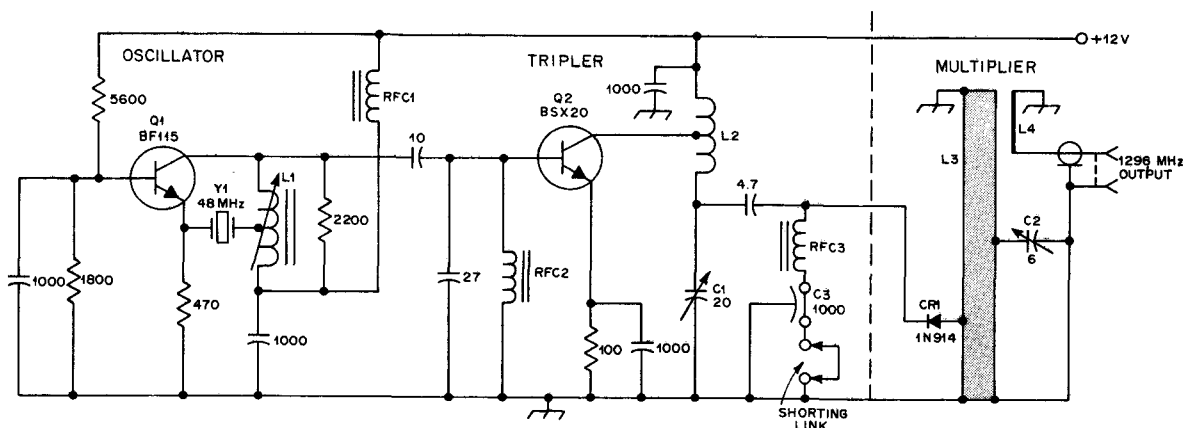 OSCILLATOR
TRIPLER
MULTIPLIER
+12V
5600
RFC1
1000
Q1
BF115
Q2
BSX20
10
L2
L4
L3
1296 MHz
OUTPUT
Y1
48MHz
L1
2200
4.7
C2
6
1000
1800
470
27
RFC2
RFC3
C1
20
C3
1000
CR1
1N914
1000
100
1000
SHORTING
LINK